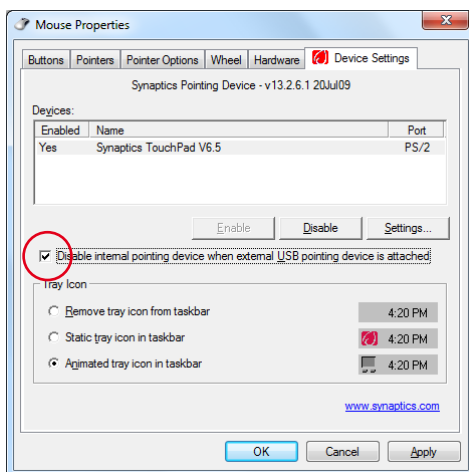 Mouse Properties
Buttons Pointers Pointer Options Wheel Hardware Device Settings
Synaptics Pointing Device - v13.2.6.1 20Jul09
Devices:
Enabled Name Port
Yes Synaptics TouchPad V6.5 PS/2
Enable Disable Settings...
Disable internal pointing device when external USB pointing device is attached
Tray Icon
Remove tray icon from taskbar 4:20 PM
Static tray icon in taskbar 4:20 PM
Animated tray icon in taskbar 4:20 PM
www.synaptics.com
OK Cancel Apply